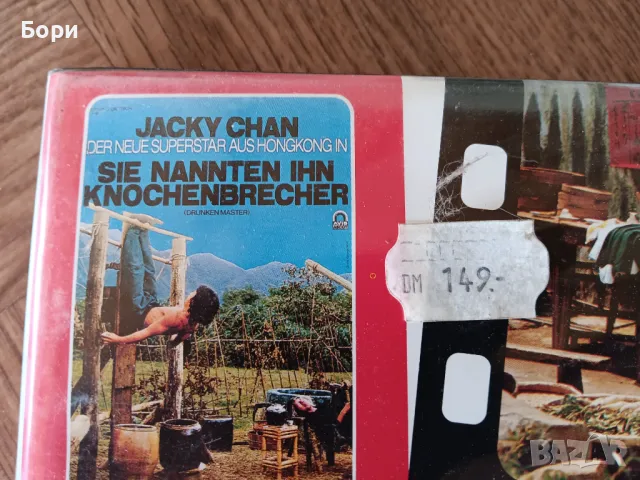 Бори
JACKY CHAN
DER NEUE SUPERSTAR AUS HONGKONG IN
SIE NANNTEN IHN
KNOCHENBRECHER
(DRUNKEN MASTER)
DM 149.-
BAZAR